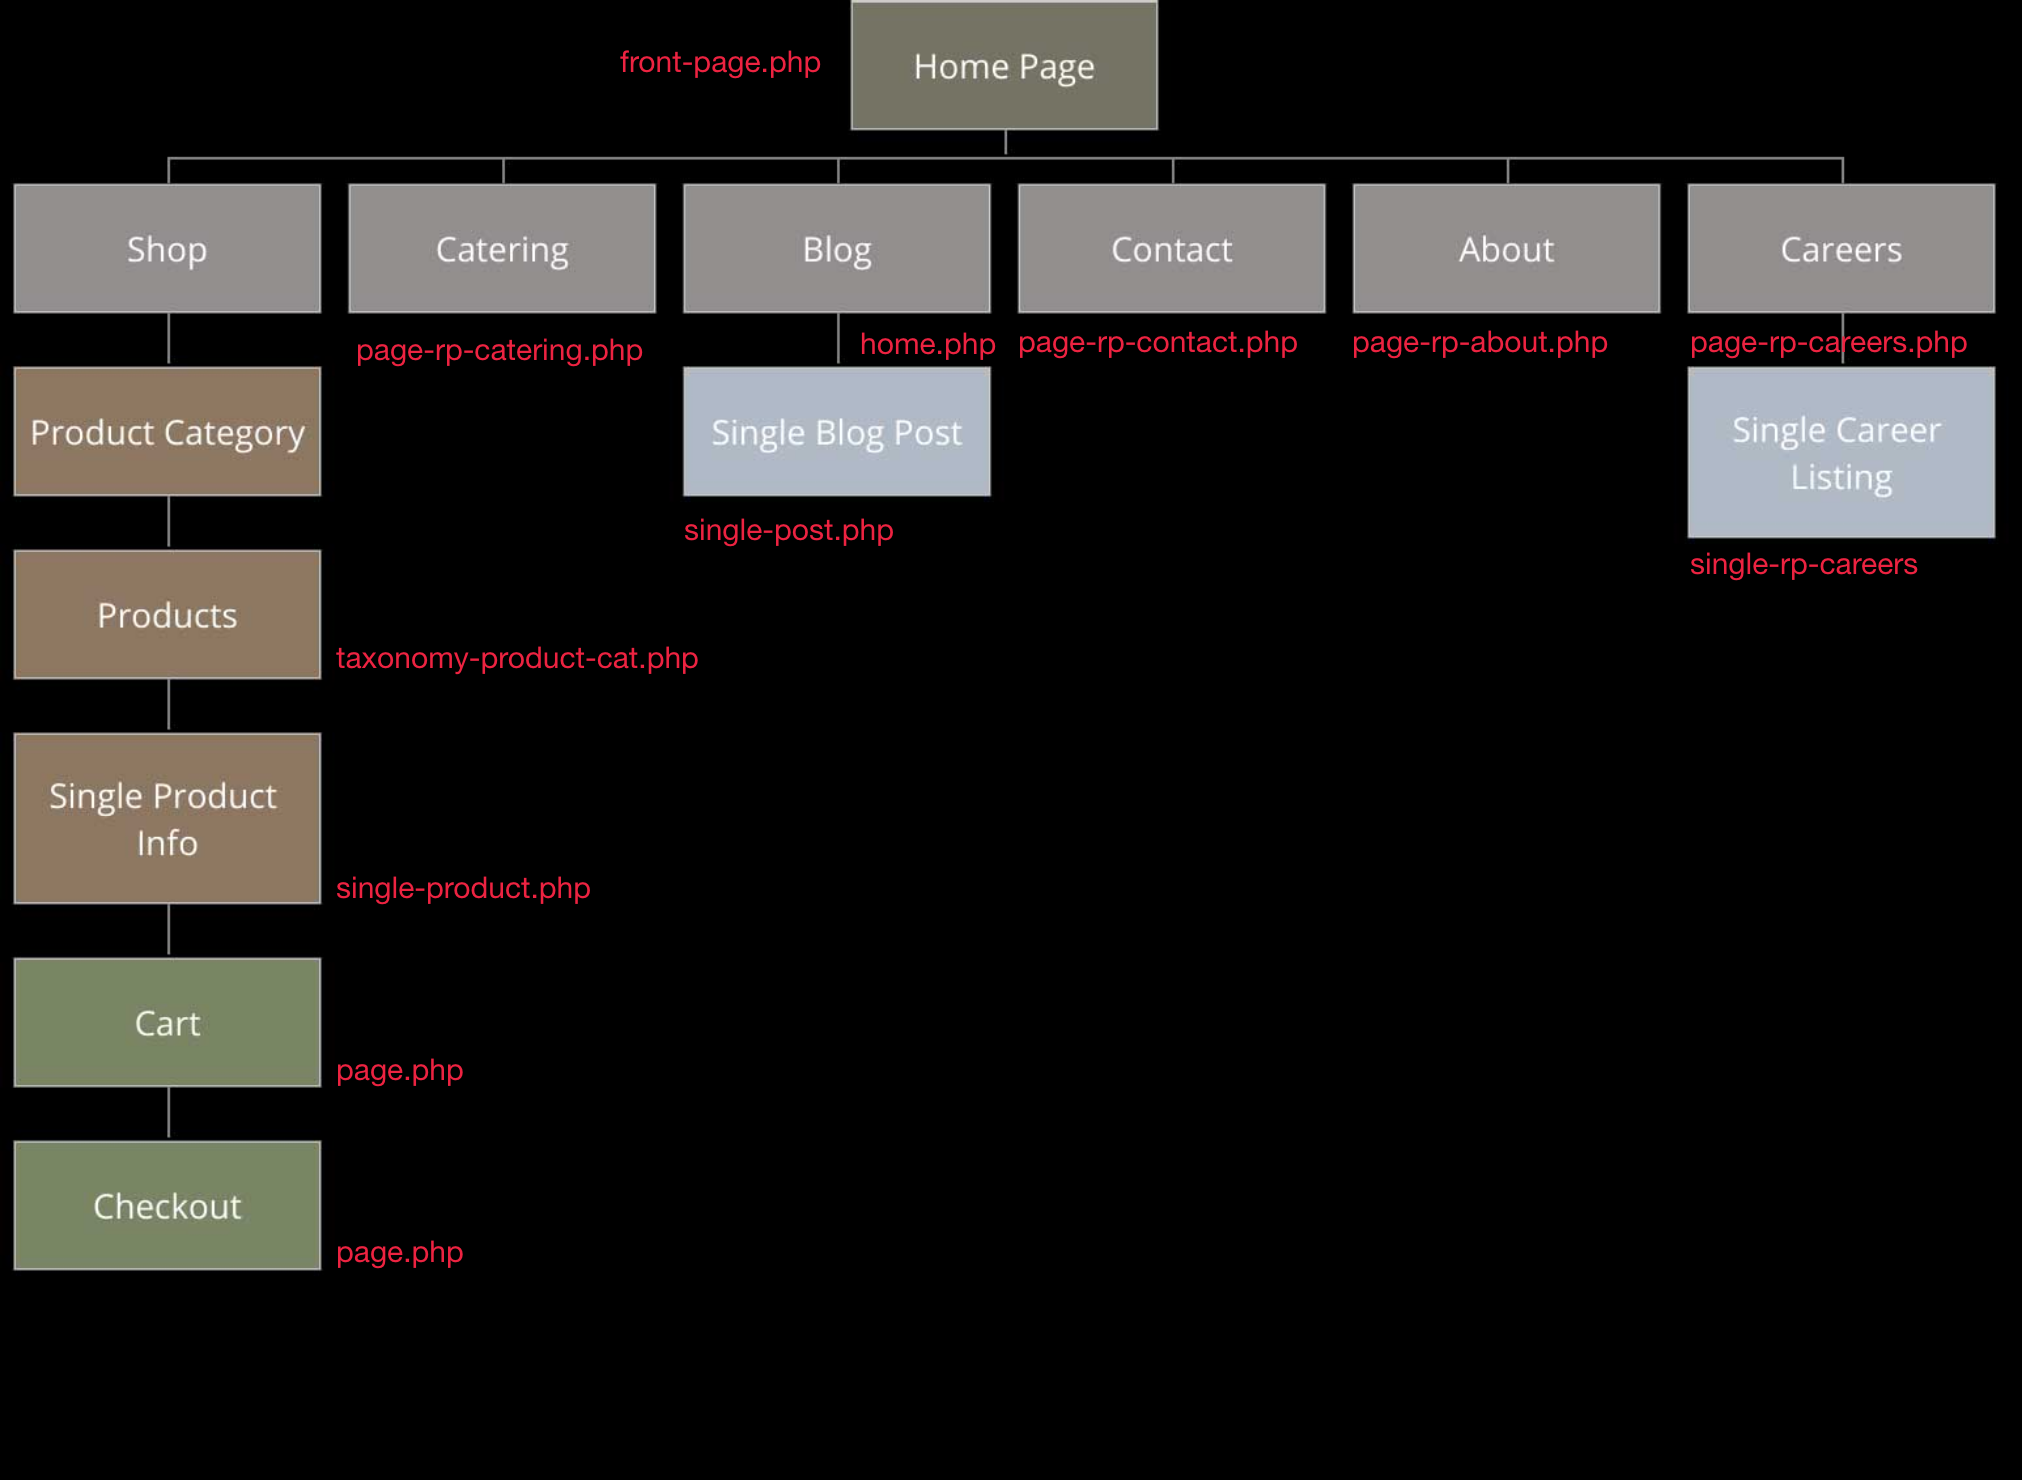 front-page.php
Home Page
Shop
Catering
Blog
Contact
About
Careers
page-rp-catering.php
home.php
page-rp-contact.php
page-rp-about.php
page-rp-careers.php
Product Category
Single Blog Post
Single Career
Listing
single-post.php
single-rp-careers
Products
taxonomy-product-cat.php
Single Product
Info
single-product.php
Cart
page.php
Checkout
page.php